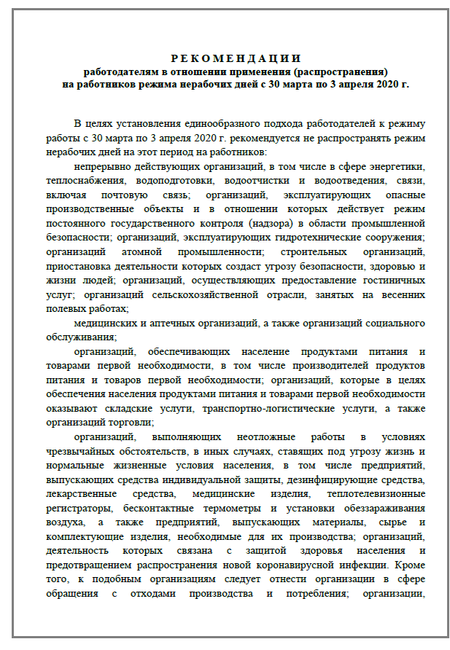 Р Е К О М Е Н Д А Ц И И
работодателям в отношении применения (распространения)
на работников режима нерабочих дней с 30 марта по 3 апреля 2020 г.
В целях установления единообразного подхода работодателей к режиму
работы с 30 марта по 3 апреля 2020 г. рекомендуется не распространять режим
нерабочих дней на этот период на работников:
непрерывно действующих организаций, в том числе в сфере энергетики,
теплоснабжения, водоподготовки, водоотчистки и водоотведения, связи,
включая почтовую связь; организаций, эксплуатирующих опасные
производственные объекты и в отношении которых действует режим
постоянного государственного контроля (надзора) в области промышленной
безопасности; организаций, эксплуатирующих гидротехнические сооружения;
организаций атомной промышленности; строительных организаций,
приостановка деятельности которых создаст угрозу безопасности, здоровью и
жизни людей; организаций, осуществляющих предоставление гостиничных
услуг; организаций сельскохозяйственной отрасли, занятых на весенних
полевых работах;
медицинских и аптечных организаций, а также организаций социального
обслуживания;
организаций, обеспечивающих население продуктами питания и
товарами первой необходимости, в том числе производителей продуктов
питания и товаров первой необходимости; организаций, которые в целях
обеспечения населения продуктами питания и товарами первой необходимости
оказывают складские услуги, транспортно-логистические услуги, а также
организаций торговли;
организаций, выполняющих неотложные работы в условиях
чрезвычайных обстоятельств, в иных случаях, ставящих под угрозу жизнь и
нормальные жизненные условия населения, в том числе предприятий,
выпускающих средства индивидуальной защиты, дезинфицирующие средства,
лекарственные средства, медицинские изделия, теплотелевизионные
регистраторы, бесконтактные термометры и установки обеззараживания
воздуха, а также предприятий, выпускающих материалы, сырье и
комплектующие изделия, необходимые для их производства; организаций,
деятельность которых связана с защитой здоровья населения и
предотвращением распространения новой коронавирусной инфекции. Кроме
того, к подобным организациям следует отнести организации в сфере
обращения с отходами производства и потребления; организации,